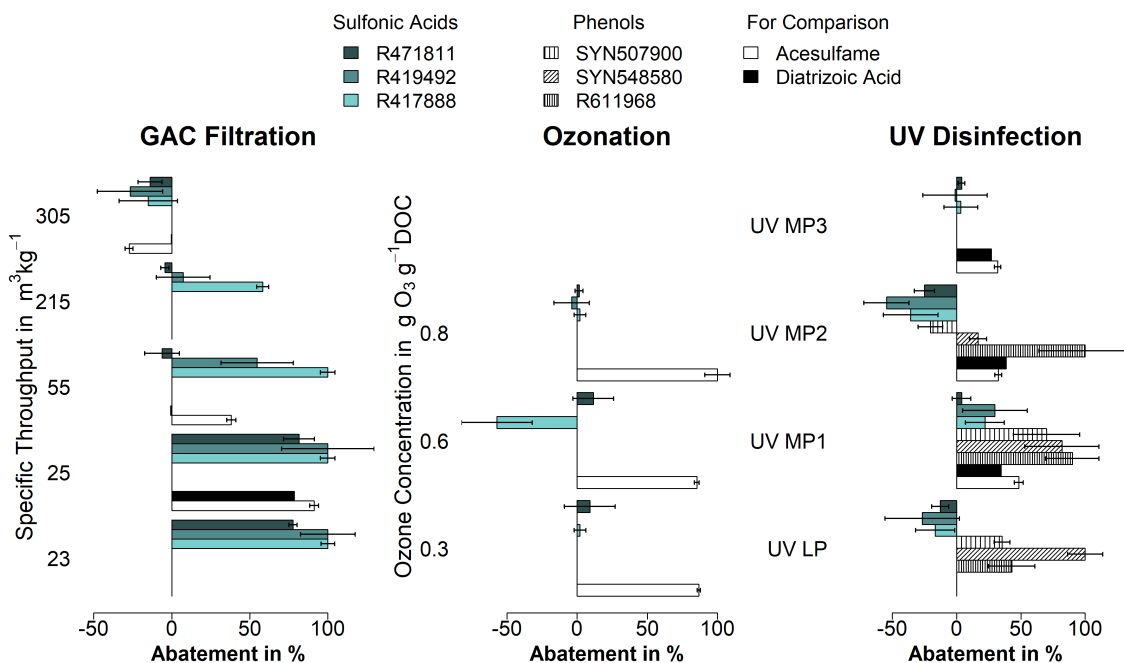 Sulfonic Acids
R471811
R419492
R417888
Phenols
SYN507900
SYN548580
R611968
For Comparison
Acesulfame
Diatrizoic Acid
GAC Filtration
Specific Throughput in m³kg⁻¹
305
215
55
25
23
-50 0 50 100
Abatement in %
Ozonation
Ozone Concentration in g O₃ g⁻¹DOC
0.8
0.6
0.3
-50 0 50 100
Abatement in %
UV Disinfection
UV MP3
UV MP2
UV MP1
UV LP
-50 0 50 100
Abatement in %